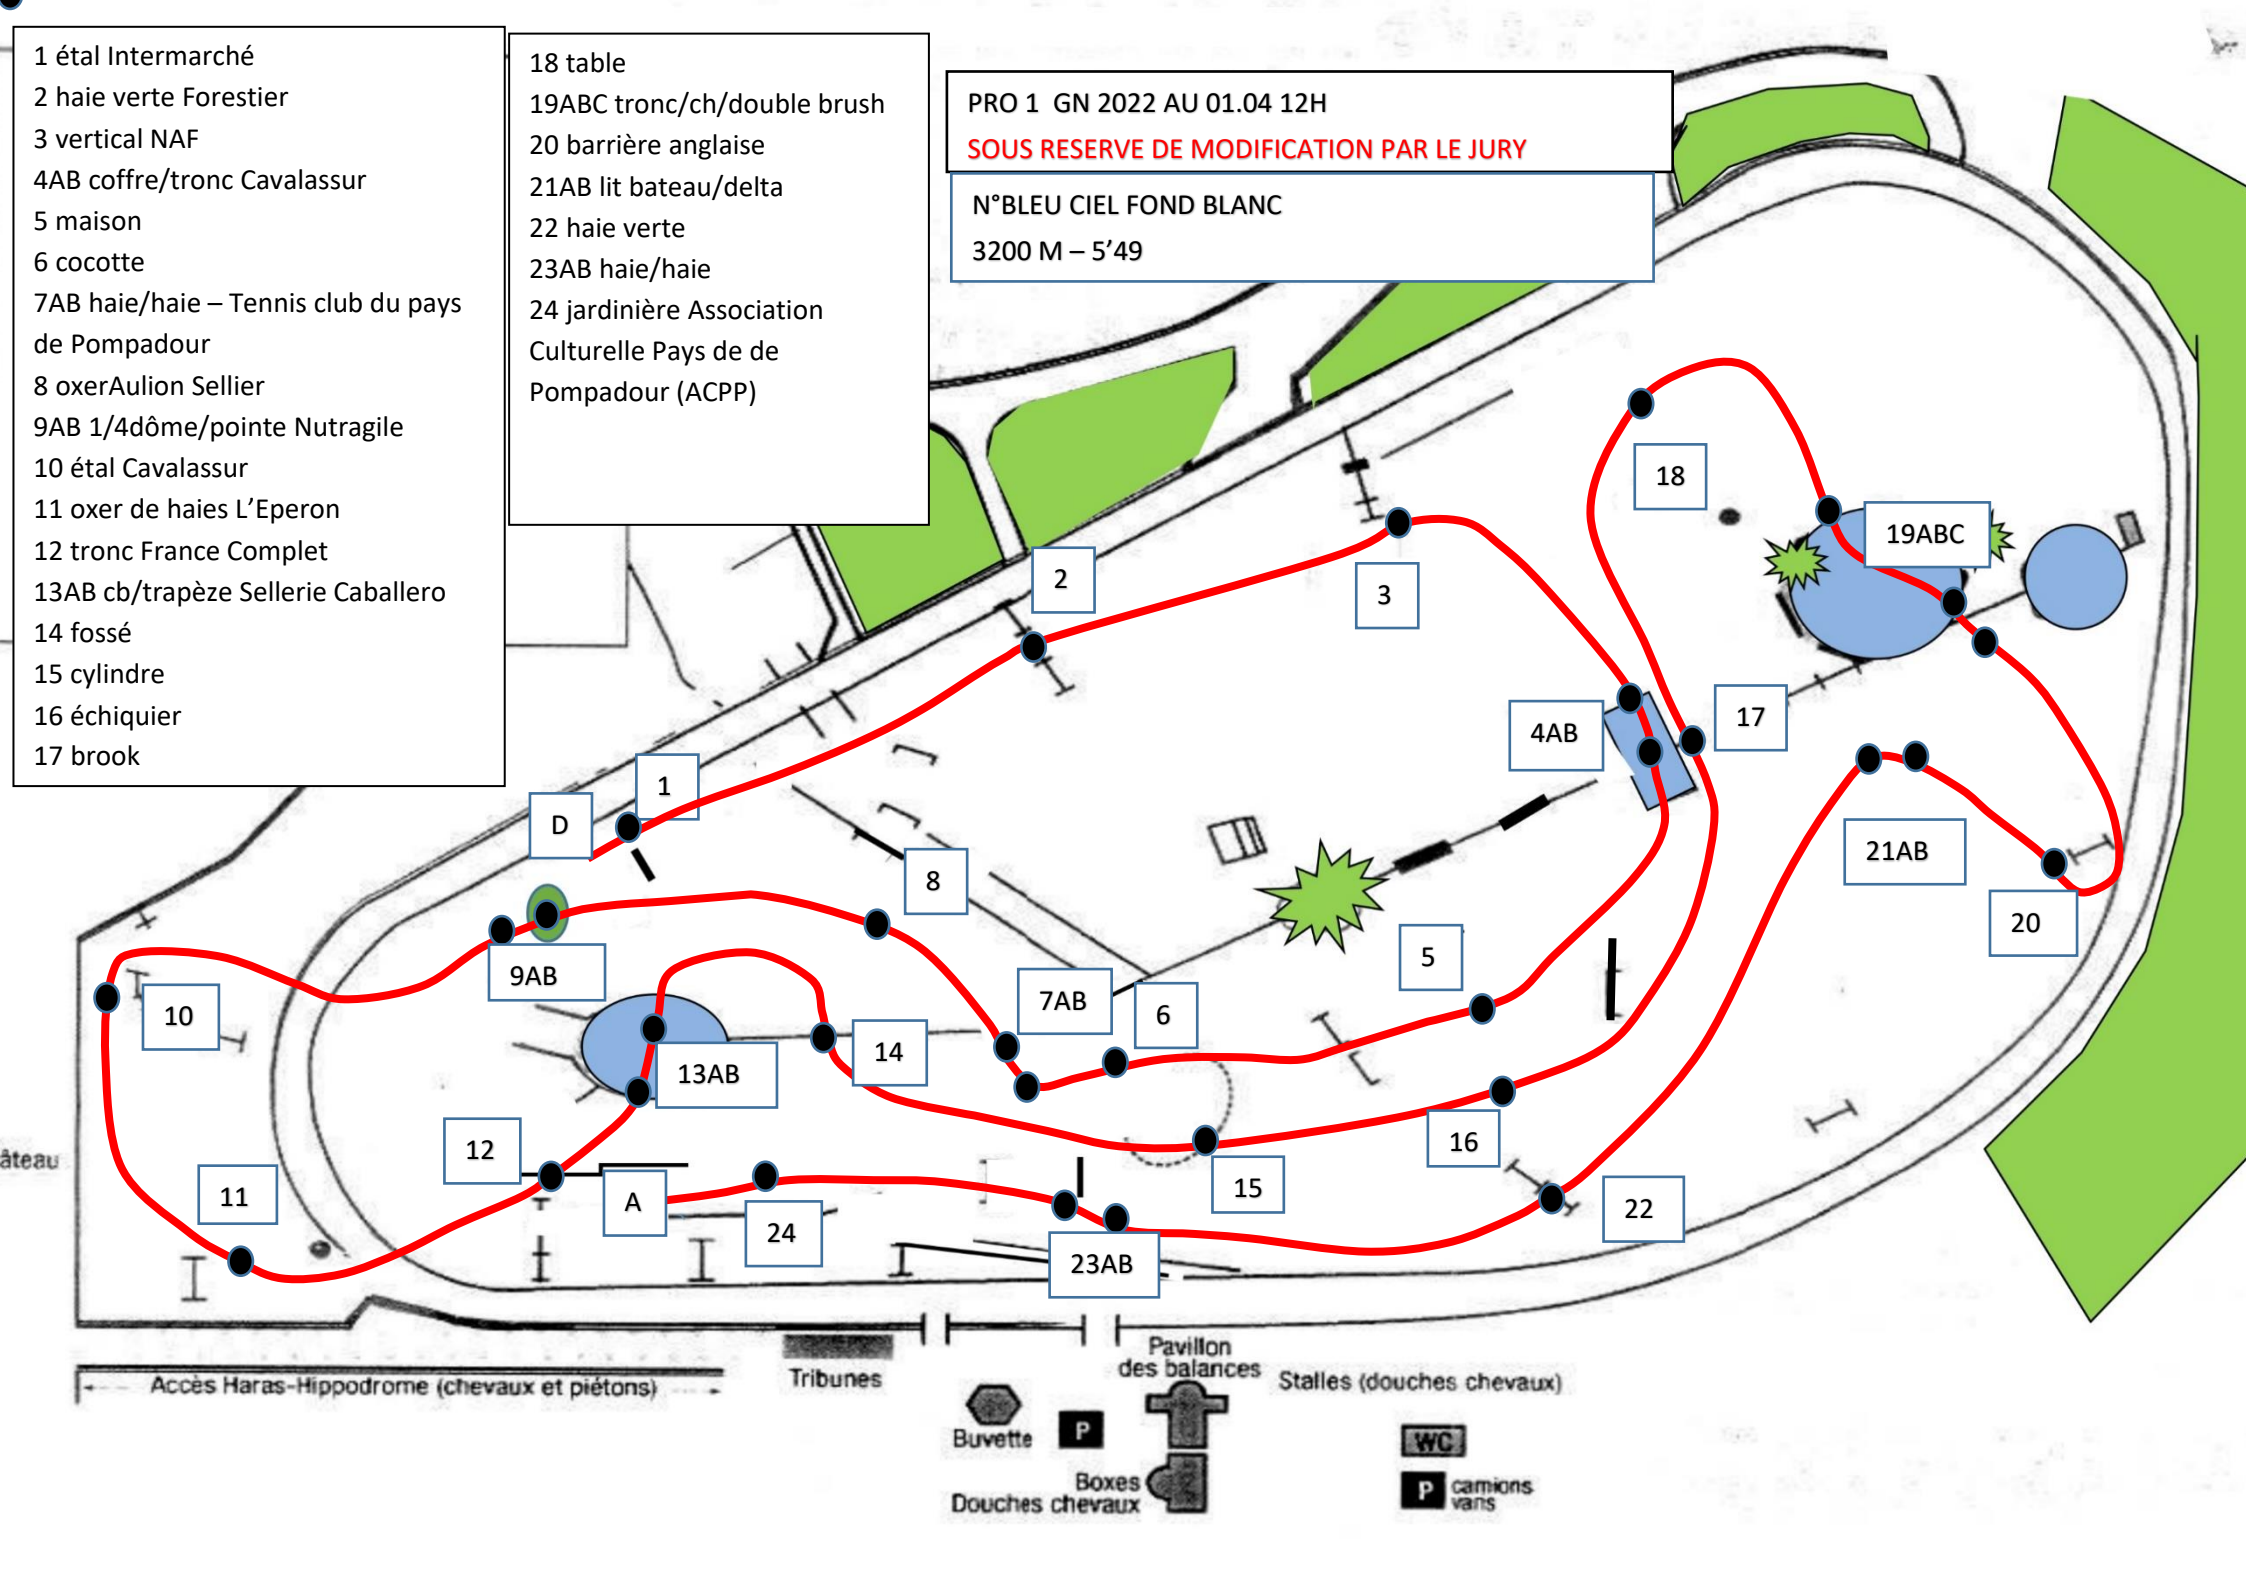 1 étal Intermarché
2 haie verte Forestier
3 vertical NAF
4AB coffre/tronc Cavalassur
5 maison
6 cocotte
7AB haie/haie – Tennis club du pays
de Pompadour
8 oxerAulion Sellier
9AB 1/4dôme/pointe Nutragile
10 étal Cavalassur
11 oxer de haies L’Eperon
12 tronc France Complet
13AB cb/trapèze Sellerie Caballero
14 fossé
15 cylindre
16 échiquier
17 brook
18 table
19ABC tronc/ch/double brush
20 barrière anglaise
21AB lit bateau/delta
22 haie verte
23AB haie/haie
24 jardinière Association
Culturelle Pays de de
Pompadour (ACPP)
PRO 1 GN 2022 AU 01.04 12H
SOUS RESERVE DE MODIFICATION PAR LE JURY
N°BLEU CIEL FOND BLANC
3200 M – 5’49
18
19ABC
2
3
17
4AB
1
D
8
21AB
20
5
9AB
7AB
6
10
14
13AB
12
16
15
11
A
24
22
23AB
âteau
Accès Haras-Hippodrome (chevaux et piétons)
Tribunes
Pavillon
des balances
Stalles (douches chevaux)
Buvette
P
WC
Boxes
Douches chevaux
P
camions
vans